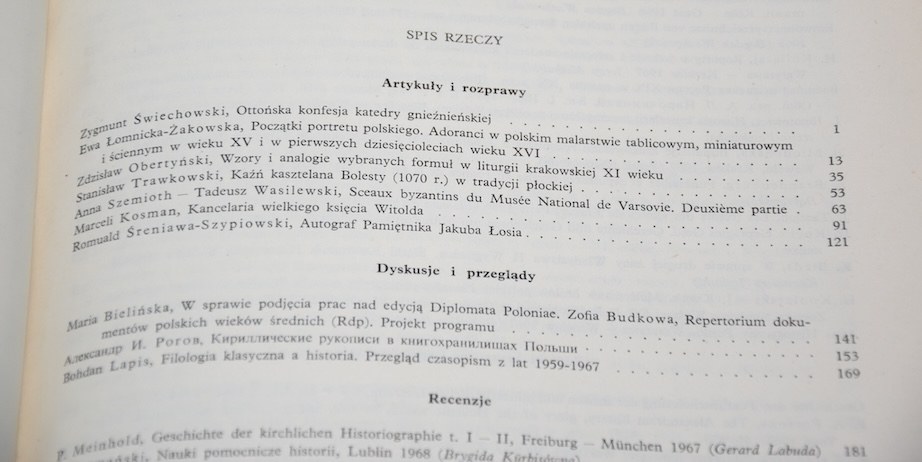 SPIS RZECZY
Artykuły i rozprawy
Zygmunt Świechowski, Ottońska konfesja katedry gnieźnieńskiej . . . . . . . . . . . . . . . . . 1
Ewa Łomnicka-Żakowska, Początki portretu polskiego. Adoranci w polskim malarstwie tablicowym, miniaturowym
i ściennym w wieku XV i w pierwszych dziesięcioleciach wieku XVI . . . . . . . . . . . . . 13
Zdzisław Obertyński, Wzory i analogie wybranych formuł w liturgii krakowskiej XI wieku . . . . . . . 35
Stanisław Trawkowski, Kaźń kasztelana Bolesty (1070 r.) w tradycji płockiej . . . . . . . . . . . . 53
Anna Szemioth — Tadeusz Wasilewski, Sceaux byzantins du Musée National de Varsovie. Deuxième partie . 63
Marceli Kosman, Kancelaria wielkiego księcia Witolda . . . . . . . . . . . . . . . . . . . . 91
Romuald Śreniawa-Szypiowski, Autograf Pamiętnika Jakuba Łosia . . . . . . . . . . . . . . . 121
Dyskusje i przeglądy
Maria Bielińska, W sprawie podjęcia prac nad edycją Diplomata Poloniae. Zofia Budkowa, Repertorium doku-
mentów polskich wieków średnich (Rdp). Projekt programu . . . . . . . . . . . . . . . . 141
Александр И. Рогов, Кириллические рукописи в книгохранилищах Польши . . . . . . . . . . . . 153
Bohdan Łapis, Filologia klasyczna a historia. Przegląd czasopism z lat 1959-1967 . . . . . . . . . . . 169
Recenzje
P. Meinhold, Geschichte der kirchlichen Historiographie t. I — II, Freiburg — München 1967 (Gerard Labuda) 181
Nauki pomocnicze historii, Lublin 1968 (Brygida Kürbisówna)